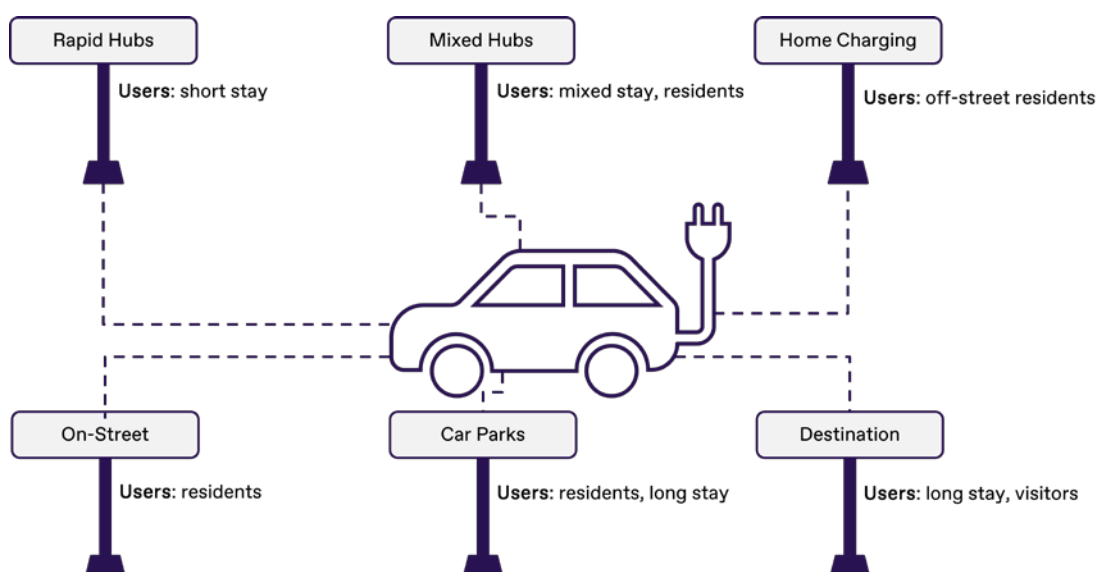 Rapid Hubs
Users: short stay
Mixed Hubs
Users: mixed stay, residents
Home Charging
Users: off-street residents
On-Street
Users: residents
Car Parks
Users: residents, long stay
Destination
Users: long stay, visitors